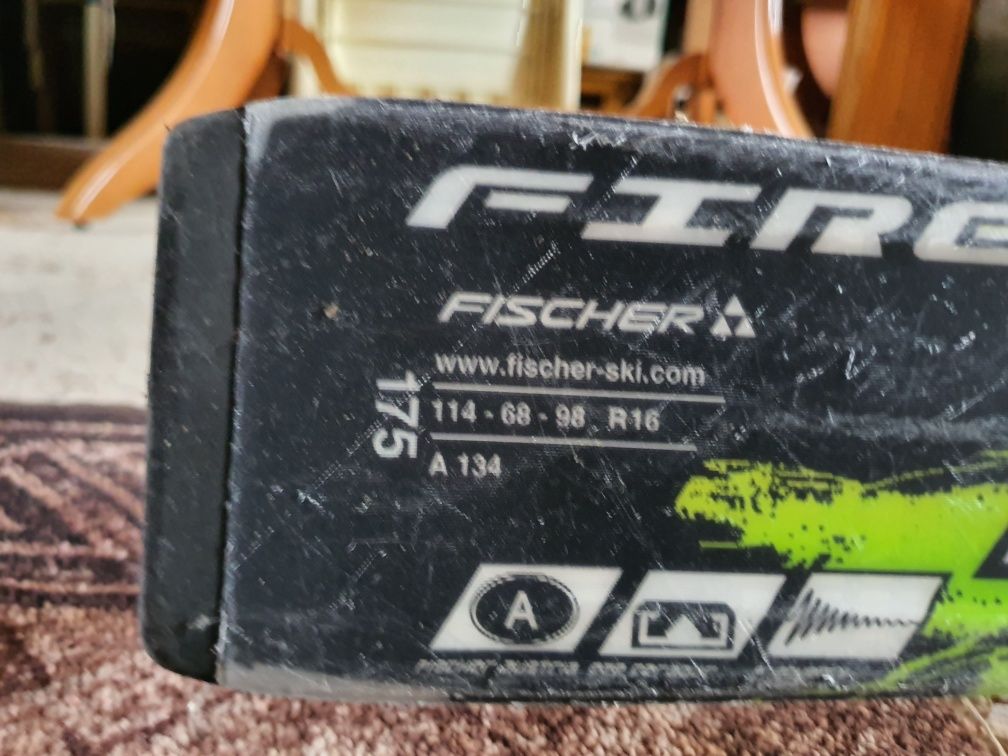 FIRE
FISCHER
www.fischer-ski.com
175
114 - 68 - 98 R16
A 134
A